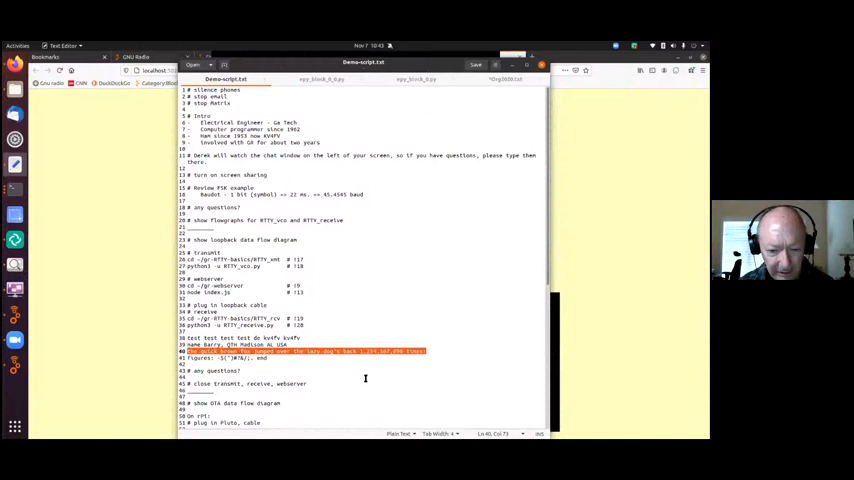 Activities
Text Editor
Nov 7 10:43
Bookmarks
GNU Radio
localhost:
Gnu radio
CNN
DuckDuckGo
Category:Block
Open
Demo-script.txt
Save
Demo-script.txt
epy_block_0_0.py
epy_block_0.py
*Org2020.txt
1 # silence phones
2 # stop email
3 # stop Matrix
4
5 # Intro
6 - Electrical Engineer - Ga Tech
7 - Computer programmer since 1962
8 - Ham since 1953 now KV4FV
9 - involved with GR for about two years
10
11 # Derek will watch the chat window on the left of your screen, so if you have questions, please type them
there.
12
13 # turn on screen sharing
14
15 # Review FSK example
16 Baudot - 1 bit (symbol) => 22 ms. => 45.4545 baud
17
18 # any questions?
19
20 # show flowgraphs for RTTY_vco and RTTY_receive
21 _______
22
23 # show loopback data flow diagram
24
25 # transmit
26 cd ~/gr-RTTY-basics/RTTY_xmt # !17
27 python3 -u RTTY_vco.py # !18
28
29 # webserver
30 cd ~/gr-webserver # !9
31 node index.js # !13
32
33 # plug in loopback cable
34 # receive
35 cd ~/gr-RTTY-basics/RTTY_rcv # !19
36 python3 -u RTTY_receive.py # !20
37
38 test test test test de kv4fv kv4fv
39 name Barry, QTH Madison AL USA
40 the quick brown fox jumped over the lazy dog's back 1,234,567,890 times!
41 figures: -$(")#?&/;. end
42
43 # any questions?
44
45 # close transmit, receive, webserver
46 _______
47
48 # show OTA data flow diagram
49
50 On rPi:
51 # plug in Pluto, cable
Plain Text
Tab Width: 4
Ln 40, Col 73
INS